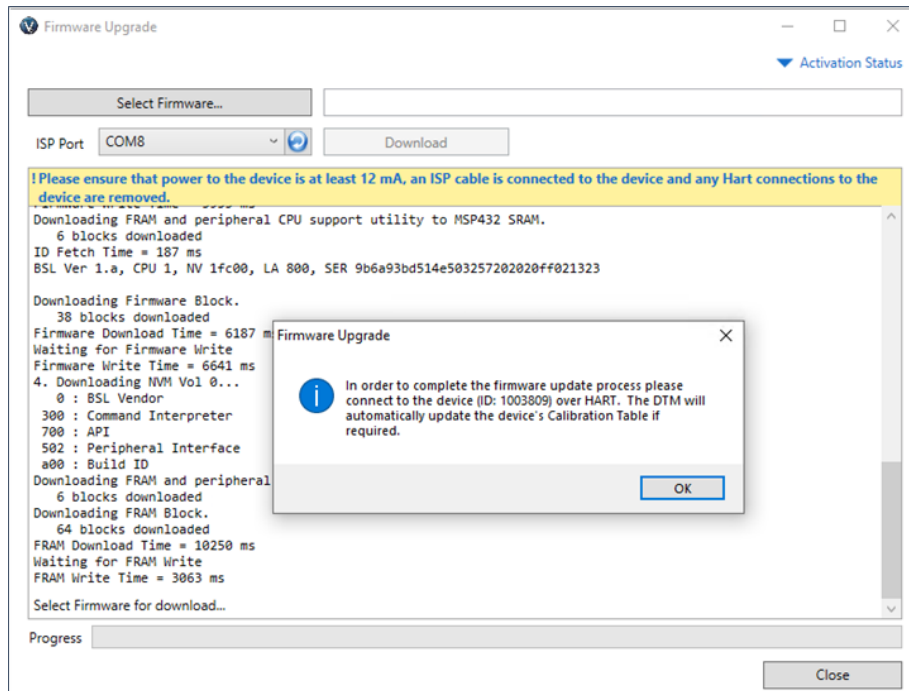 Firmware Upgrade
Activation Status
Select Firmware...
ISP Port
COM8
Download
! Please ensure that power to the device is at least 12 mA, an ISP cable is connected to the device and any Hart connections to the
device are removed.
Downloading FRAM and peripheral CPU support utility to MSP432 SRAM.
6 blocks downloaded
ID Fetch Time = 187 ms
BSL Ver 1.a, CPU 1, NV 1fc00, LA 800, SER 9b6a93bd514e503257202020ff021323
Downloading Firmware Block.
38 blocks downloaded
Firmware Download Time = 6187 m
Waiting for Firmware Write
Firmware Write Time = 6641 ms
4. Downloading NVM Vol 0...
0 : BSL Vendor
300 : Command Interpreter
700 : API
502 : Peripheral Interface
a00 : Build ID
Downloading FRAM and peripheral
6 blocks downloaded
Downloading FRAM Block.
64 blocks downloaded
FRAM Download Time = 10250 ms
Waiting for FRAM Write
FRAM Write Time = 3063 ms
Select Firmware for download...
Firmware Upgrade
In order to complete the firmware update process please
connect to the device (ID: 1003809) over HART. The DTM will
automatically update the device's Calibration Table if
required.
OK
Progress
Close